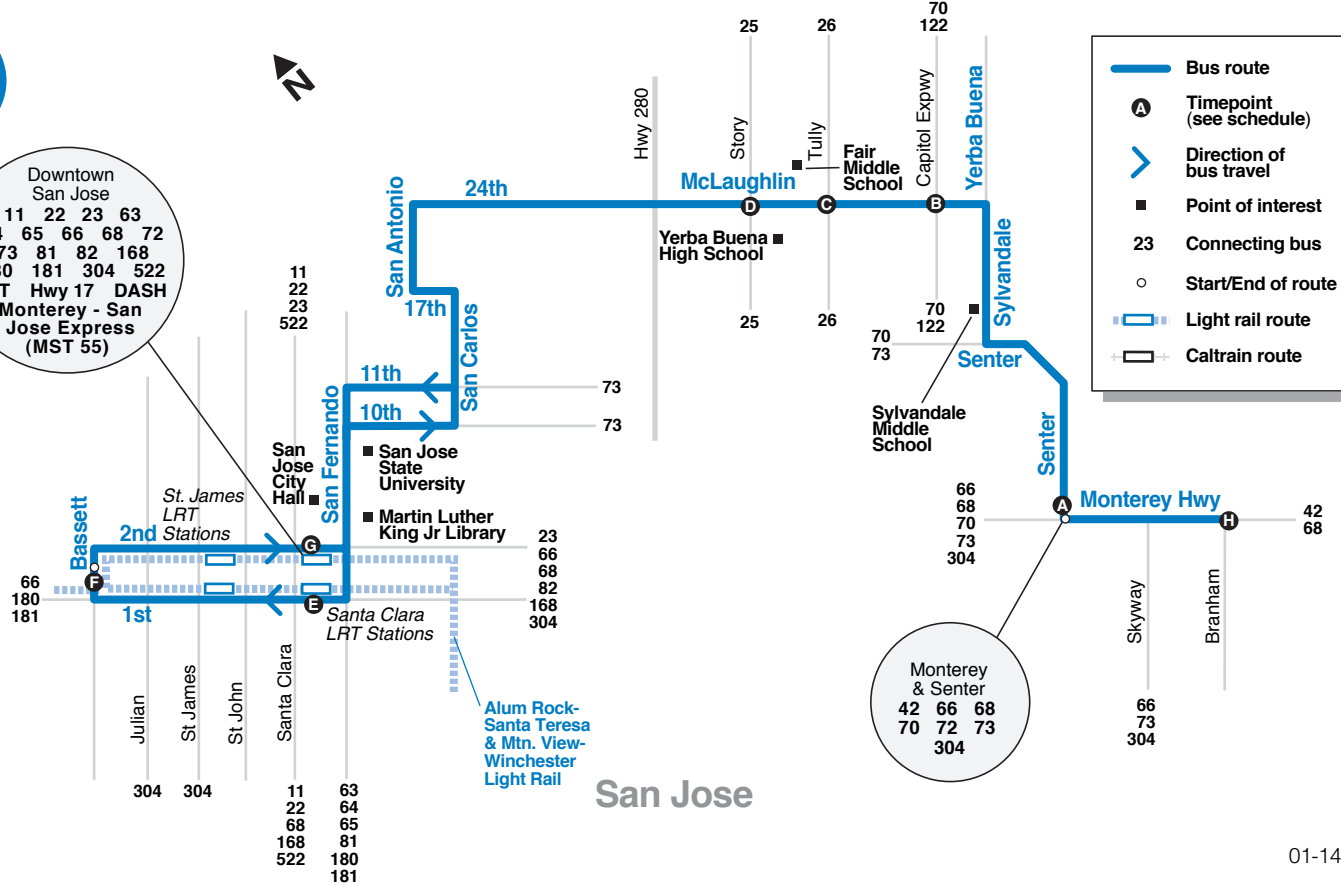 N
Downtown
San Jose
11 22 23 63
65 66 68 72
73 81 82 168
181 304 522
Hwy 17 DASH
Monterey - San
Jose Express
(MST 55)
11
22
23
522
San Antonio
24th
17th
San Carlos
11th
10th
73
73
San Fernando
San
Jose
City
Hall
San Jose
State
University
Martin Luther
King Jr Library
St. James
LRT
Stations
Bassett
2nd
G
F
E
1st
66
180
181
Santa Clara
LRT Stations
23
66
68
82
168
304
Julian
St James
St John
Santa Clara
304
304
11
22
68
168
522
63
64
65
81
180
181
Alum Rock-
Santa Teresa
& Mtn. View-
Winchester
Light Rail
San Jose
Hwy 280
25
Story
26
Tully
70
122
Capitol Expwy
Yerba Buena
McLaughlin
Fair
Middle
School
D
C
B
Yerba Buena
High School
25
26
70
122
Sylvandale
70
73
Senter
Sylvandale
Middle
School
Senter
66
68
70
73
304
A
Monterey Hwy
H
42
68
Skyway
Branham
66
73
304
Monterey
& Senter
42 66 68
70 72 73
304
Bus route
A
Timepoint
(see schedule)
Direction of
bus travel
Point of interest
23
Connecting bus
Start/End of route
Light rail route
Caltrain route
01-14